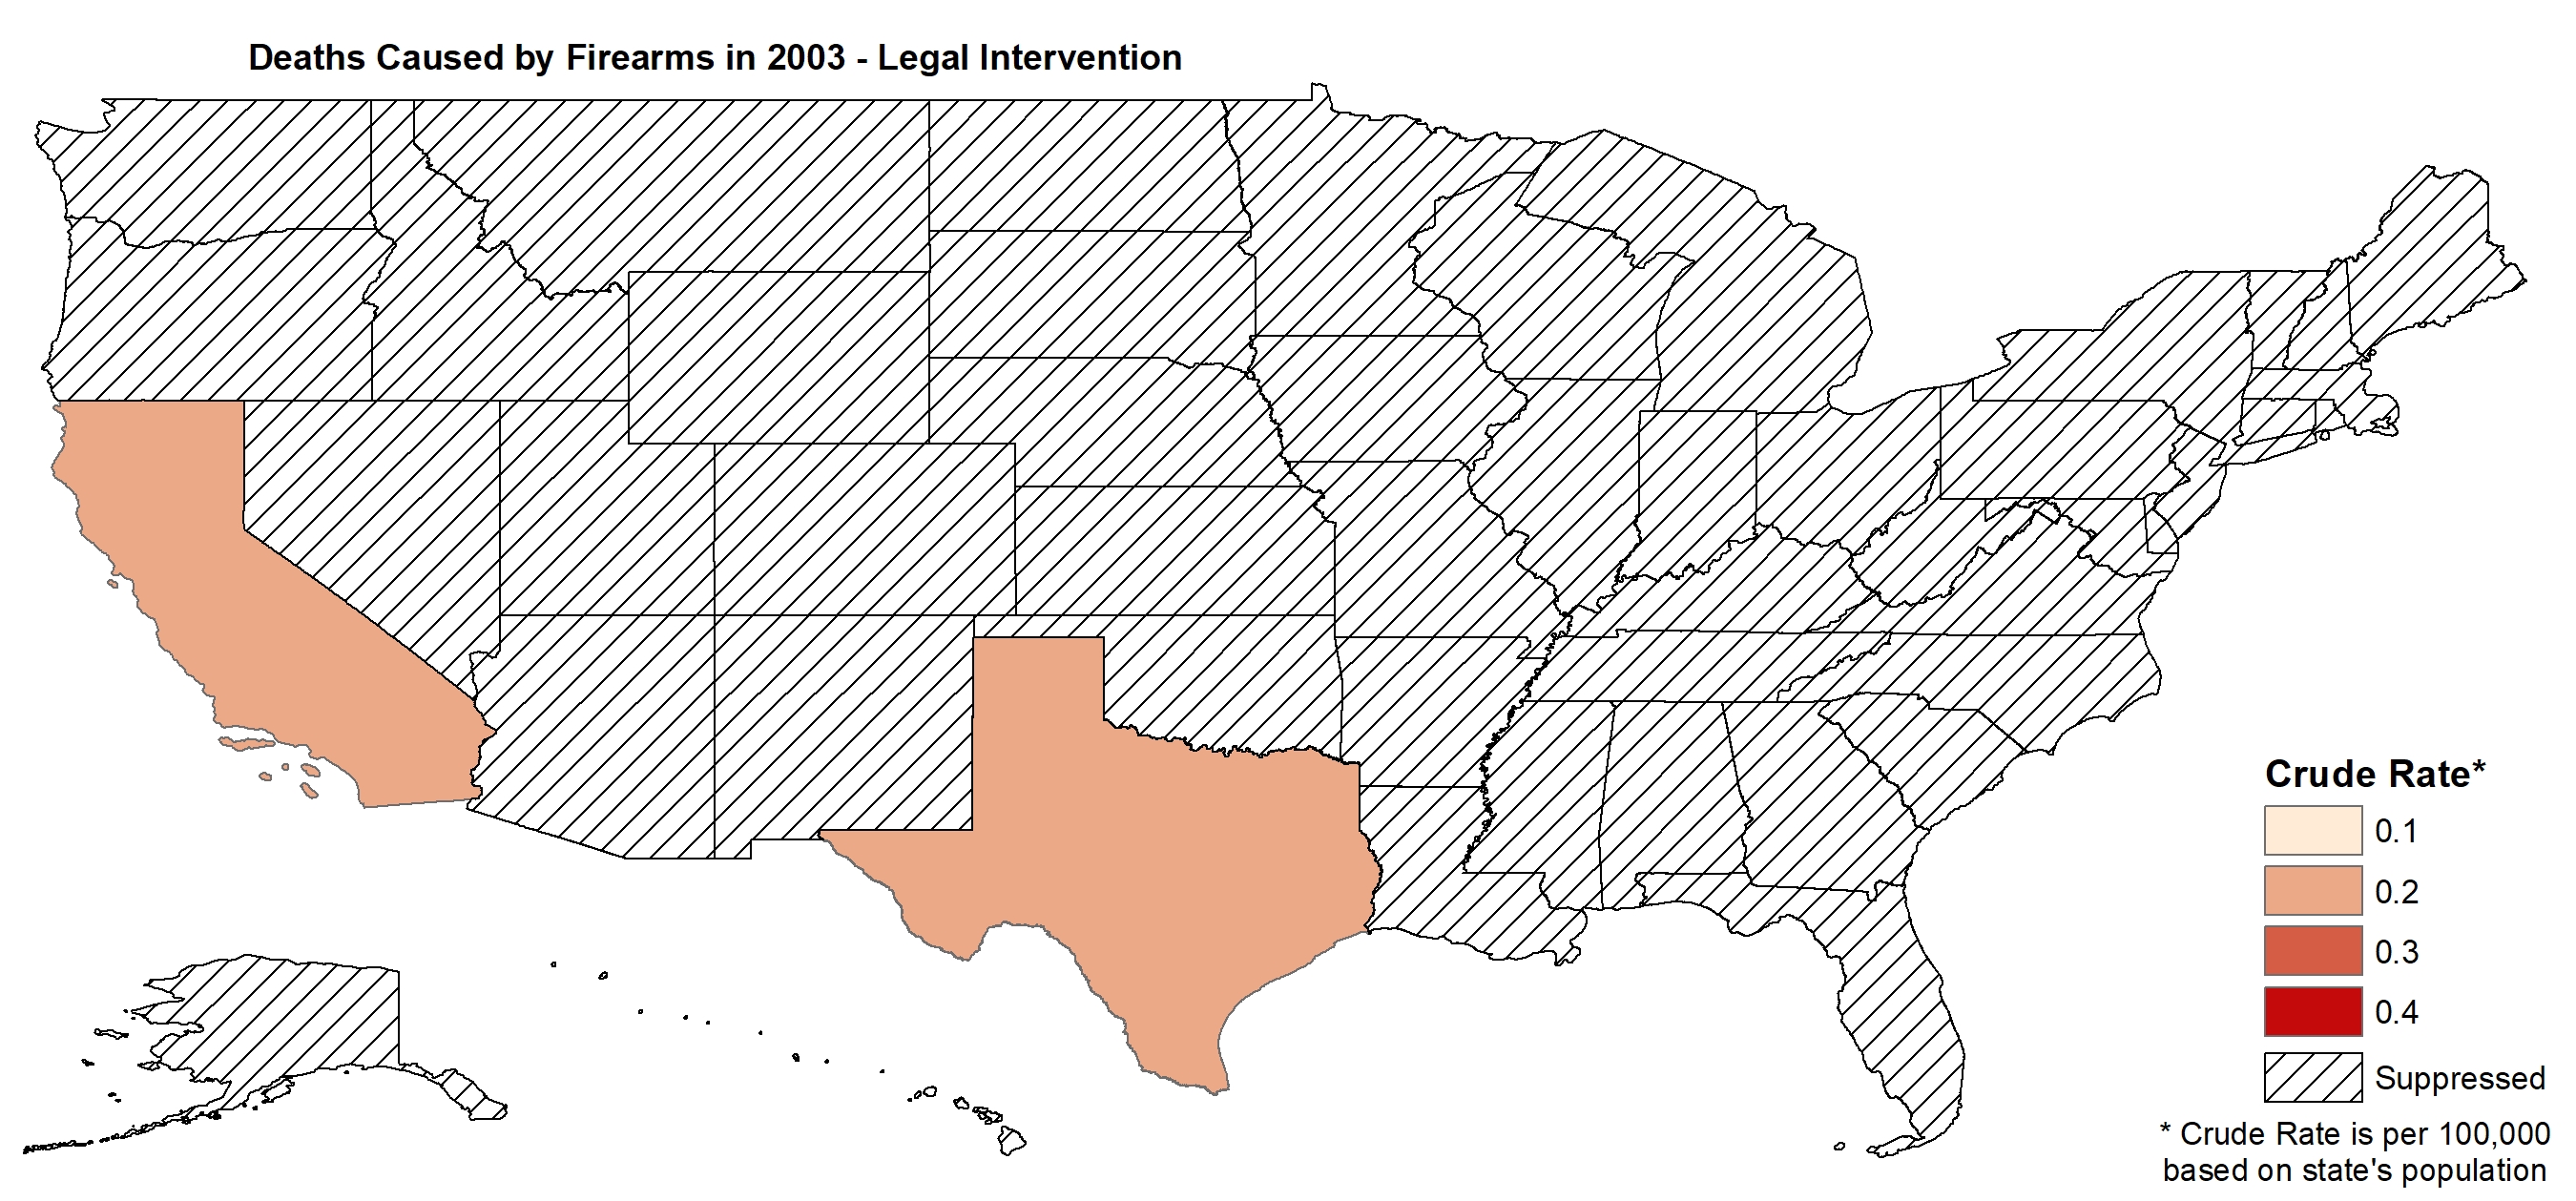 Deaths Caused by Firearms in 2003 - Legal Intervention
Crude Rate*
0.1
0.2
0.3
0.4
Suppressed
* Crude Rate is per 100,000
based on state's population